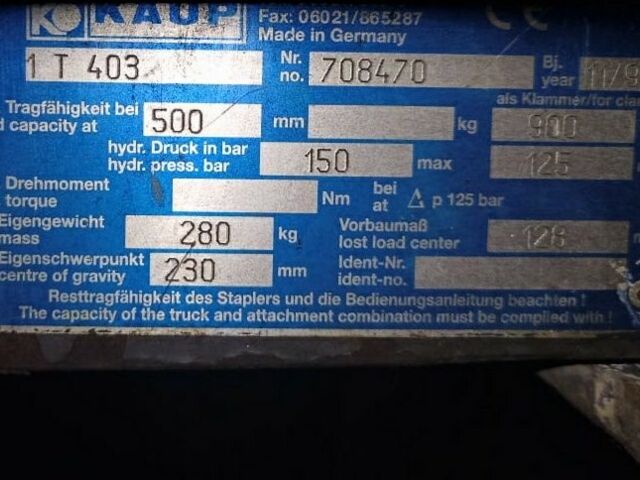 KAUP
Fax: 06021/865287
Made in Germany
1 T 403 Nr. no. 708470 Bj. year 11/9
Tragfähigkeit bei
d capacity at 500 mm kg
als Klammer/for cla
900
hydr. Druck in bar
hydr. press. bar 150 max 125
Drehmoment
torque Nm bei at Δ p 125 bar
Eigengewicht
mass 280 kg Vorbaumaß
lost load center 128
Eigenschwerpunkt
centre of gravity 230 mm Ident-Nr.
ident-no.
Resttragfähigkeit des Staplers und die Bedienungsanleitung beachten !
The capacity of the truck and attachment combination must be complied with !